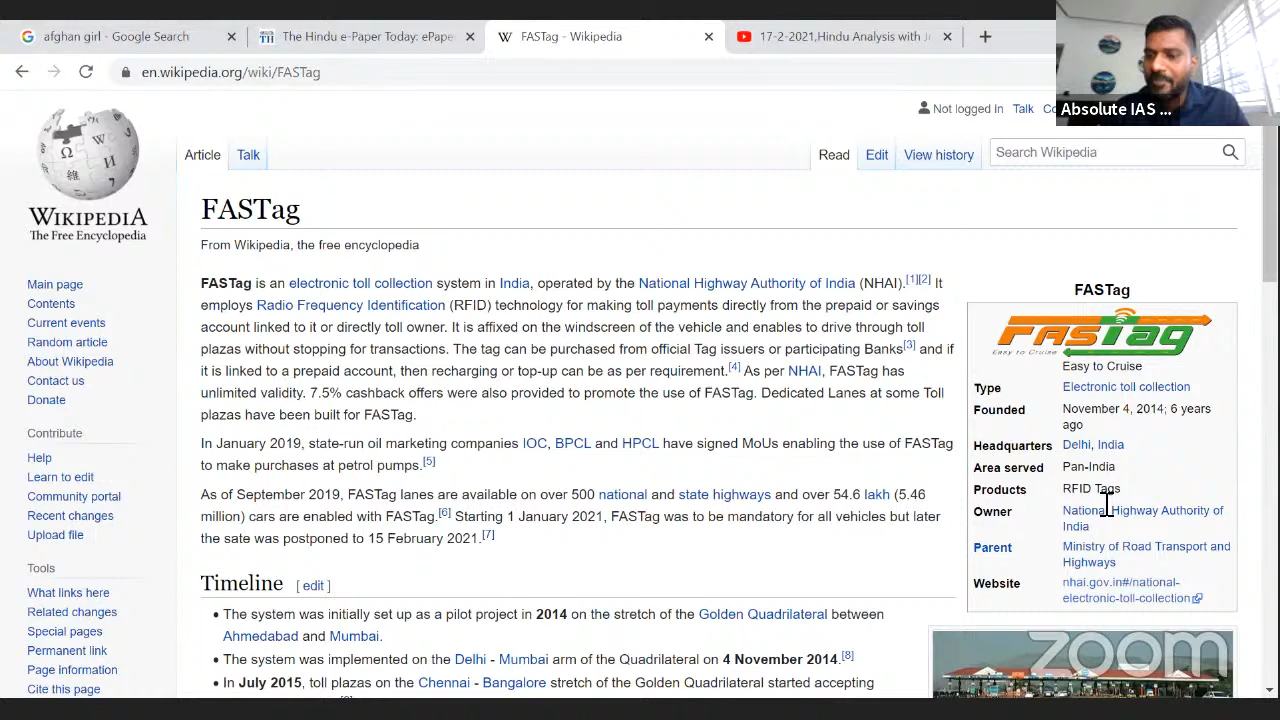 afghan girl - Google Search
The Hindu e-Paper Today: ePape
FASTag - Wikipedia
17-2-2021,Hindu Analysis with J
en.wikipedia.org/wiki/FASTag
Absolute IAS ...
Not logged in Talk
WIKIPEDIA
The Free Encyclopedia
Article Talk
Read Edit View history
Search Wikipedia
FASTag
From Wikipedia, the free encyclopedia
Main page
Contents
Current events
Random article
About Wikipedia
Contact us
Donate
Contribute
Help
Learn to edit
Community portal
Recent changes
Upload file
Tools
What links here
Related changes
Special pages
Permanent link
Page information
Cite this page
FASTag is an electronic toll collection system in India, operated by the National Highway Authority of India (NHAI).[1][2] It
employs Radio Frequency Identification (RFID) technology for making toll payments directly from the prepaid or savings
account linked to it or directly toll owner. It is affixed on the windscreen of the vehicle and enables to drive through toll
plazas without stopping for transactions. The tag can be purchased from official Tag issuers or participating Banks[3] and if
it is linked to a prepaid account, then recharging or top-up can be as per requirement.[4] As per NHAI, FASTag has
unlimited validity. 7.5% cashback offers were also provided to promote the use of FASTag. Dedicated Lanes at some Toll
plazas have been built for FASTag.
In January 2019, state-run oil marketing companies IOC, BPCL and HPCL have signed MoUs enabling the use of FASTag
to make purchases at petrol pumps.[5]
As of September 2019, FASTag lanes are available on over 500 national and state highways and over 54.6 lakh (5.46
million) cars are enabled with FASTag.[6] Starting 1 January 2021, FASTag was to be mandatory for all vehicles but later
the sate was postponed to 15 February 2021.[7]
Timeline [ edit ]
• The system was initially set up as a pilot project in 2014 on the stretch of the Golden Quadrilateral between
Ahmedabad and Mumbai.
• The system was implemented on the Delhi - Mumbai arm of the Quadrilateral on 4 November 2014.[8]
• In July 2015, toll plazas on the Chennai - Bangalore stretch of the Golden Quadrilateral started accepting
FASTag
FASTag
Easy to Cruise
Easy to Cruise
Type Electronic toll collection
Founded November 4, 2014; 6 years
ago
Headquarters Delhi, India
Area served Pan-India
Products RFID Tags
Owner National Highway Authority of
India
Parent Ministry of Road Transport and
Highways
Website nhai.gov.in#/national-
electronic-toll-collection
zoom